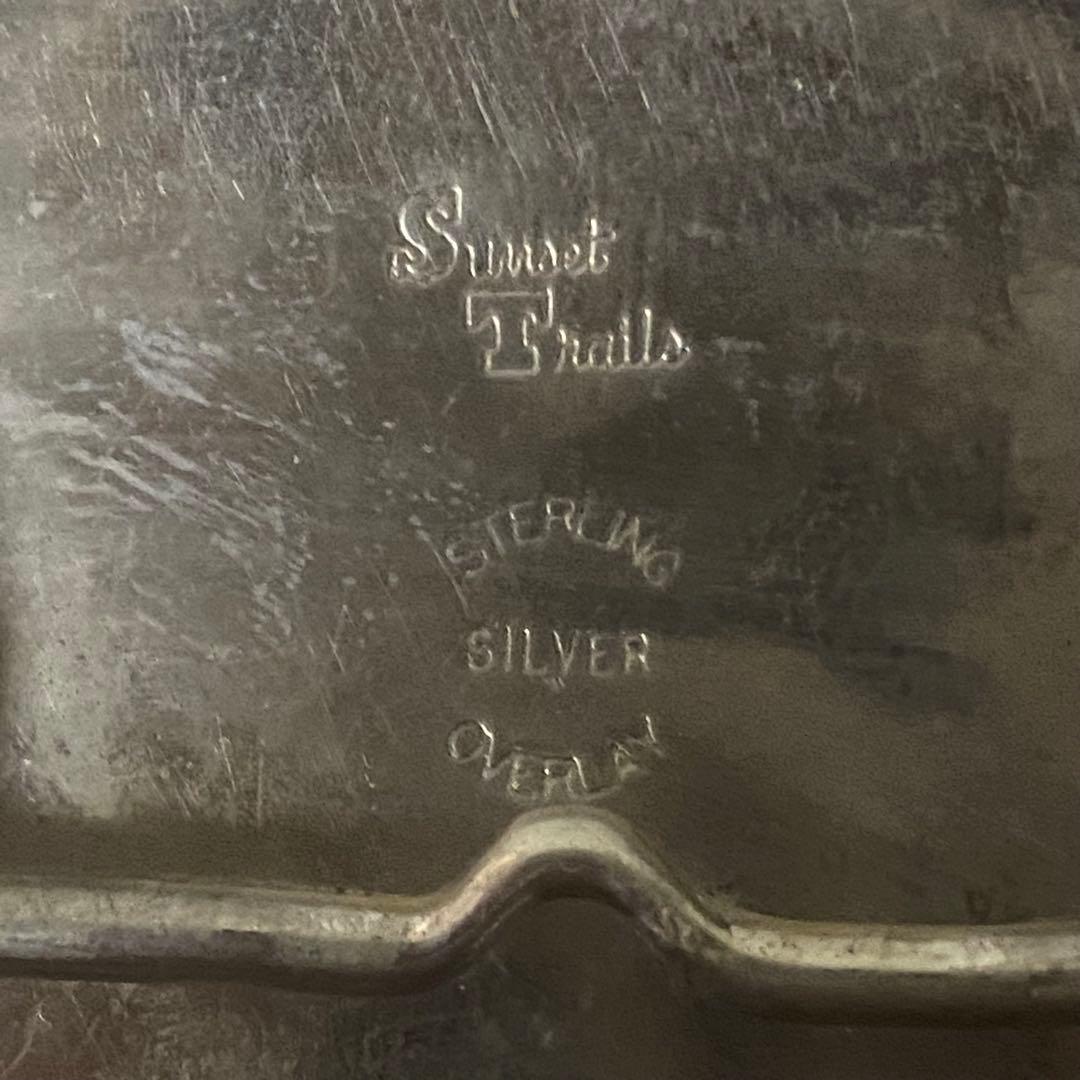 Sunset
Trails
STERLING
SILVER
OVERLAY